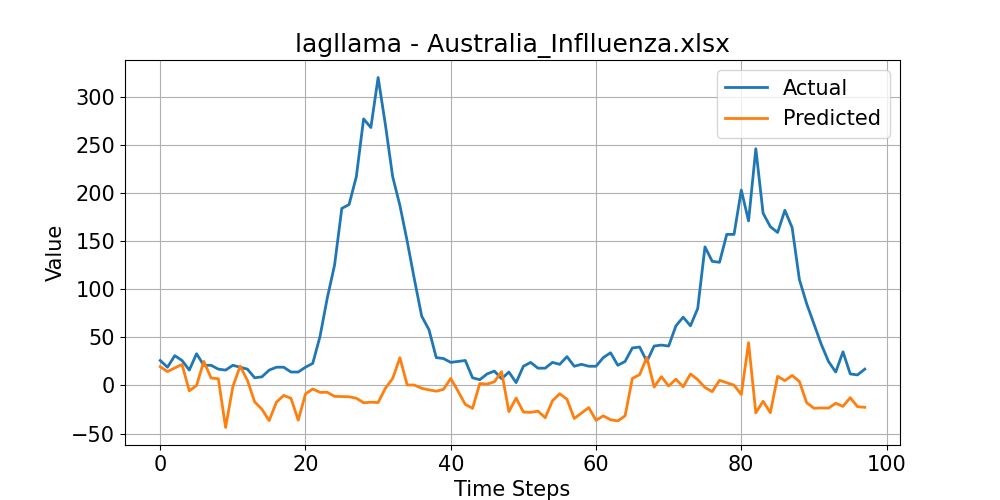 lagllama - Australia_Inflluenza.xlsx
Actual
Predicted
Value
300
250
200
150
100
50
0
−50
0 20 40 60 80 100
Time Steps